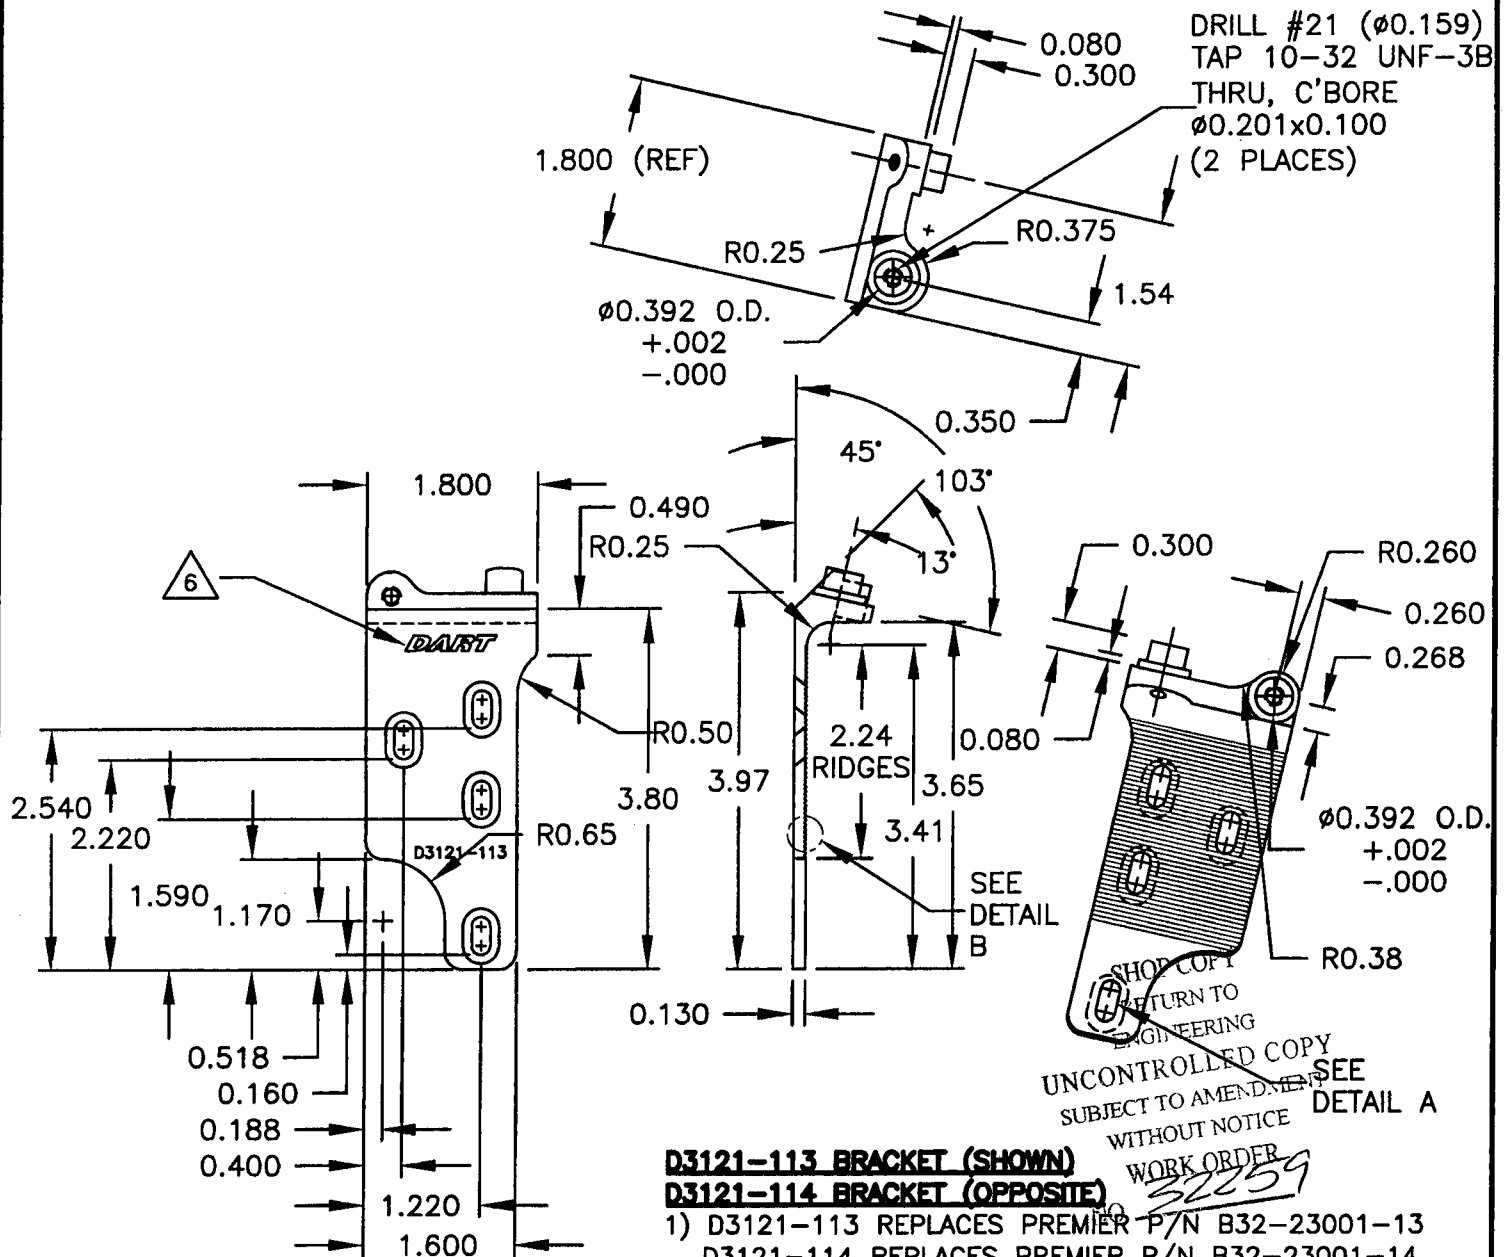 0.080
0.300
DRILL #21 (ø0.159)
TAP 10-32 UNF-3B
THRU, C'BORE
ø0.201x0.100
(2 PLACES)
1.800 (REF)
R0.25
R0.375
1.54
ø0.392 O.D.
+.002
-.000
0.350
45°
103°
13°
1.800
0.490
R0.25
6
DART
0.300
R0.260
0.260
0.268
R0.50
2.24
RIDGES
0.080
3.97
3.65
3.80
3.41
2.540
2.220
R0.65
D3121-113
1.590
1.170
ø0.392 O.D.
+.002
-.000
SEE
DETAIL
B
R0.38
0.130
0.518
0.160
0.188
0.400
1.220
1.600
SHOP COPY
RETURN TO
ENGINEERING
UNCONTROLLED COPY
SUBJECT TO AMENDMENT
WITHOUT NOTICE
WORK ORDER
NO. 32259
SEE
DETAIL A
D3121-113 BRACKET (SHOWN)
D3121-114 BRACKET (OPPOSITE)
1) D3121-113 REPLACES PREMIER P/N B32-23001-13
D3121-114 REPLACES PREMIER P/N B32-23001-14